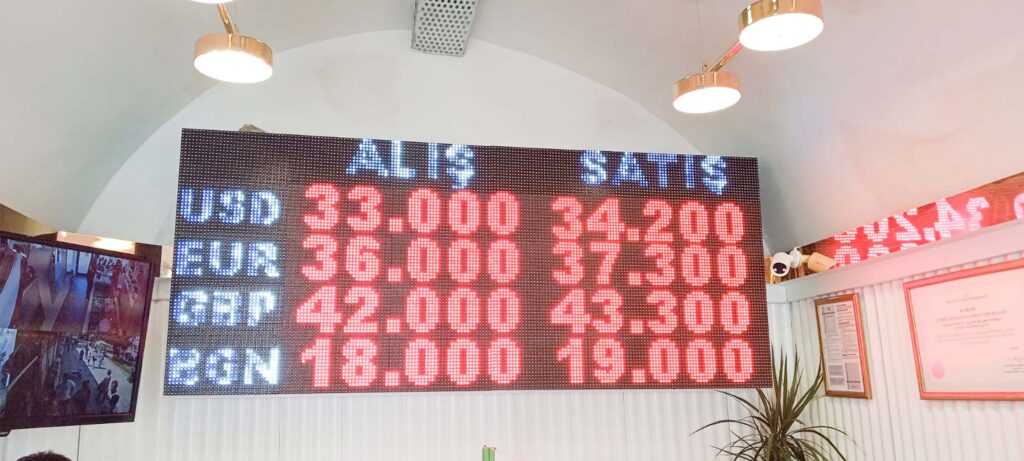 ALIŞ SATIŞ
USD 33.000 34.200
EUR 36.000 37.300
GBP 42.000 43.300
BGN 18.000 19.000